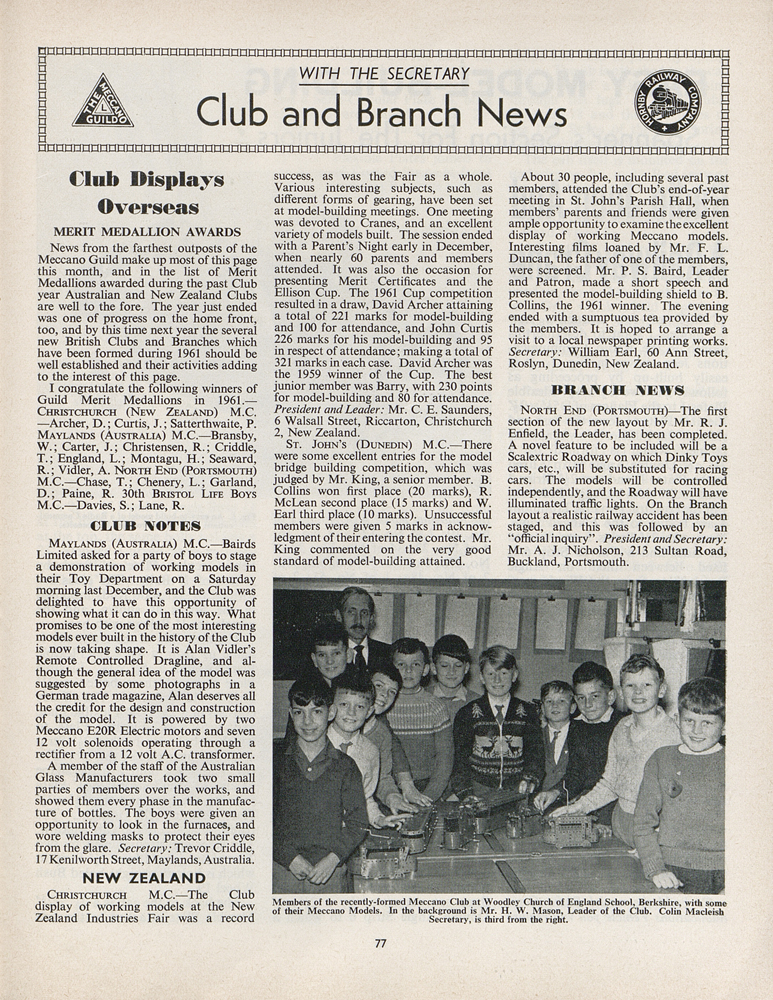 WITH THE SECRETARY
Club and Branch News
THE MECCANO GUILD
HORNBY RAILWAY COMPANY
Club Displays
Overseas
MERIT MEDALLION AWARDS
News from the farthest outposts of the
Meccano Guild make up most of this page
this month, and in the list of Merit
Medallions awarded during the past Club
year Australian and New Zealand Clubs
are well to the fore. The year just ended
was one of progress on the home front,
too, and by this time next year the several
new British Clubs and Branches which
have been formed during 1961 should be
well established and their activities adding
to the interest of this page.
I congratulate the following winners of
Guild Merit Medallions in 1961.—
CHRISTCHURCH (NEW ZEALAND) M.C.
—Archer, D.; Curtis, J.; Satterthwaite, P.
MAYLANDS (AUSTRALIA) M.C.—Bransby,
W.; Carter, J.; Christensen, R.; Criddle,
T.; England, L.; Montagu, H.; Seaward,
R.; Vidler, A. NORTH END (PORTSMOUTH)
M.C.—Chase, T.; Chenery, L.; Garland,
D.; Paine, R. 30th BRISTOL LIFE BOYS
M.C.—Davies, S.; Lane, R.
CLUB NOTES
MAYLANDS (AUSTRALIA) M.C.—Bairds
Limited asked for a party of boys to stage
a demonstration of working models in
their Toy Department on a Saturday
morning last December, and the Club was
delighted to have this opportunity of
showing what it can do in this way. What
promises to be one of the most interesting
models ever built in the history of the Club
is now taking shape. It is Alan Vidler's
Remote Controlled Dragline, and al-
though the general idea of the model was
suggested by some photographs in a
German trade magazine, Alan deserves all
the credit for the design and construction
of the model. It is powered by two
Meccano E20R Electric motors and seven
12 volt solenoids operating through a
rectifier from a 12 volt A.C. transformer.
A member of the staff of the Australian
Glass Manufacturers took two small
parties of members over the works, and
showed them every phase in the manufac-
ture of bottles. The boys were given an
opportunity to look in the furnaces, and
wore welding masks to protect their eyes
from the glare. Secretary: Trevor Criddle,
17 Kenilworth Street, Maylands, Australia.
NEW ZEALAND
CHRISTCHURCH M.C.—The Club
display of working models at the New
Zealand Industries Fair was a record
success, as was the Fair as a whole.
Various interesting subjects, such as
different forms of gearing, have been set
at model-building meetings. One meeting
was devoted to Cranes, and an excellent
variety of models built. The session ended
with a Parent's Night early in December,
when nearly 60 parents and members
attended. It was also the occasion for
presenting Merit Certificates and the
Ellison Cup. The 1961 Cup competition
resulted in a draw, David Archer attaining
a total of 221 marks for model-building
and 100 for attendance, and John Curtis
226 marks for his model-building and 95
in respect of attendance; making a total of
321 marks in each case. David Archer was
the 1959 winner of the Cup. The best
junior member was Barry, with 230 points
for model-building and 80 for attendance.
President and Leader: Mr. C. E. Saunders,
6 Walsall Street, Riccarton, Christchurch
2, New Zealand.
ST. JOHN'S (DUNEDIN) M.C.—There
were some excellent entries for the model
bridge building competition, which was
judged by Mr. King, a senior member. B.
Collins won first place (20 marks), R.
McLean second place (15 marks) and W.
Earl third place (10 marks). Unsuccessful
members were given 5 marks in acknow-
ledgment of their entering the contest. Mr.
King commented on the very good
standard of model-building attained.
About 30 people, including several past
members, attended the Club's end-of-year
meeting in St. John's Parish Hall, when
members' parents and friends were given
ample opportunity to examine the excellent
display of working Meccano models.
Interesting films loaned by Mr. F. L.
Duncan, the father of one of the members,
were screened. Mr. P. S. Baird, Leader
and Patron, made a short speech and
presented the model-building shield to B.
Collins, the 1961 winner. The evening
ended with a sumptuous tea provided by
the members. It is hoped to arrange a
visit to a local newspaper printing works.
Secretary: William Earl, 60 Ann Street,
Roslyn, Dunedin, New Zealand.
BRANCH NEWS
NORTH END (PORTSMOUTH)—The first
section of the new layout by Mr. R. J.
Enfield, the Leader, has been completed.
A novel feature to be included will be a
Scalextric Roadway on which Dinky Toys
cars, etc., will be substituted for racing
cars. The models will be controlled
independently, and the Roadway will have
illuminated traffic lights. On the Branch
layout a realistic railway accident has been
staged, and this was followed by an
"official inquiry". President and Secretary:
Mr. A. J. Nicholson, 213 Sultan Road,
Buckland, Portsmouth.
Members of the recently-formed Meccano Club at Woodley Church of England School, Berkshire, with some
of their Meccano Models. In the background is Mr. H. W. Mason, Leader of the Club. Colin Macleish
Secretary, is third from the right.
77